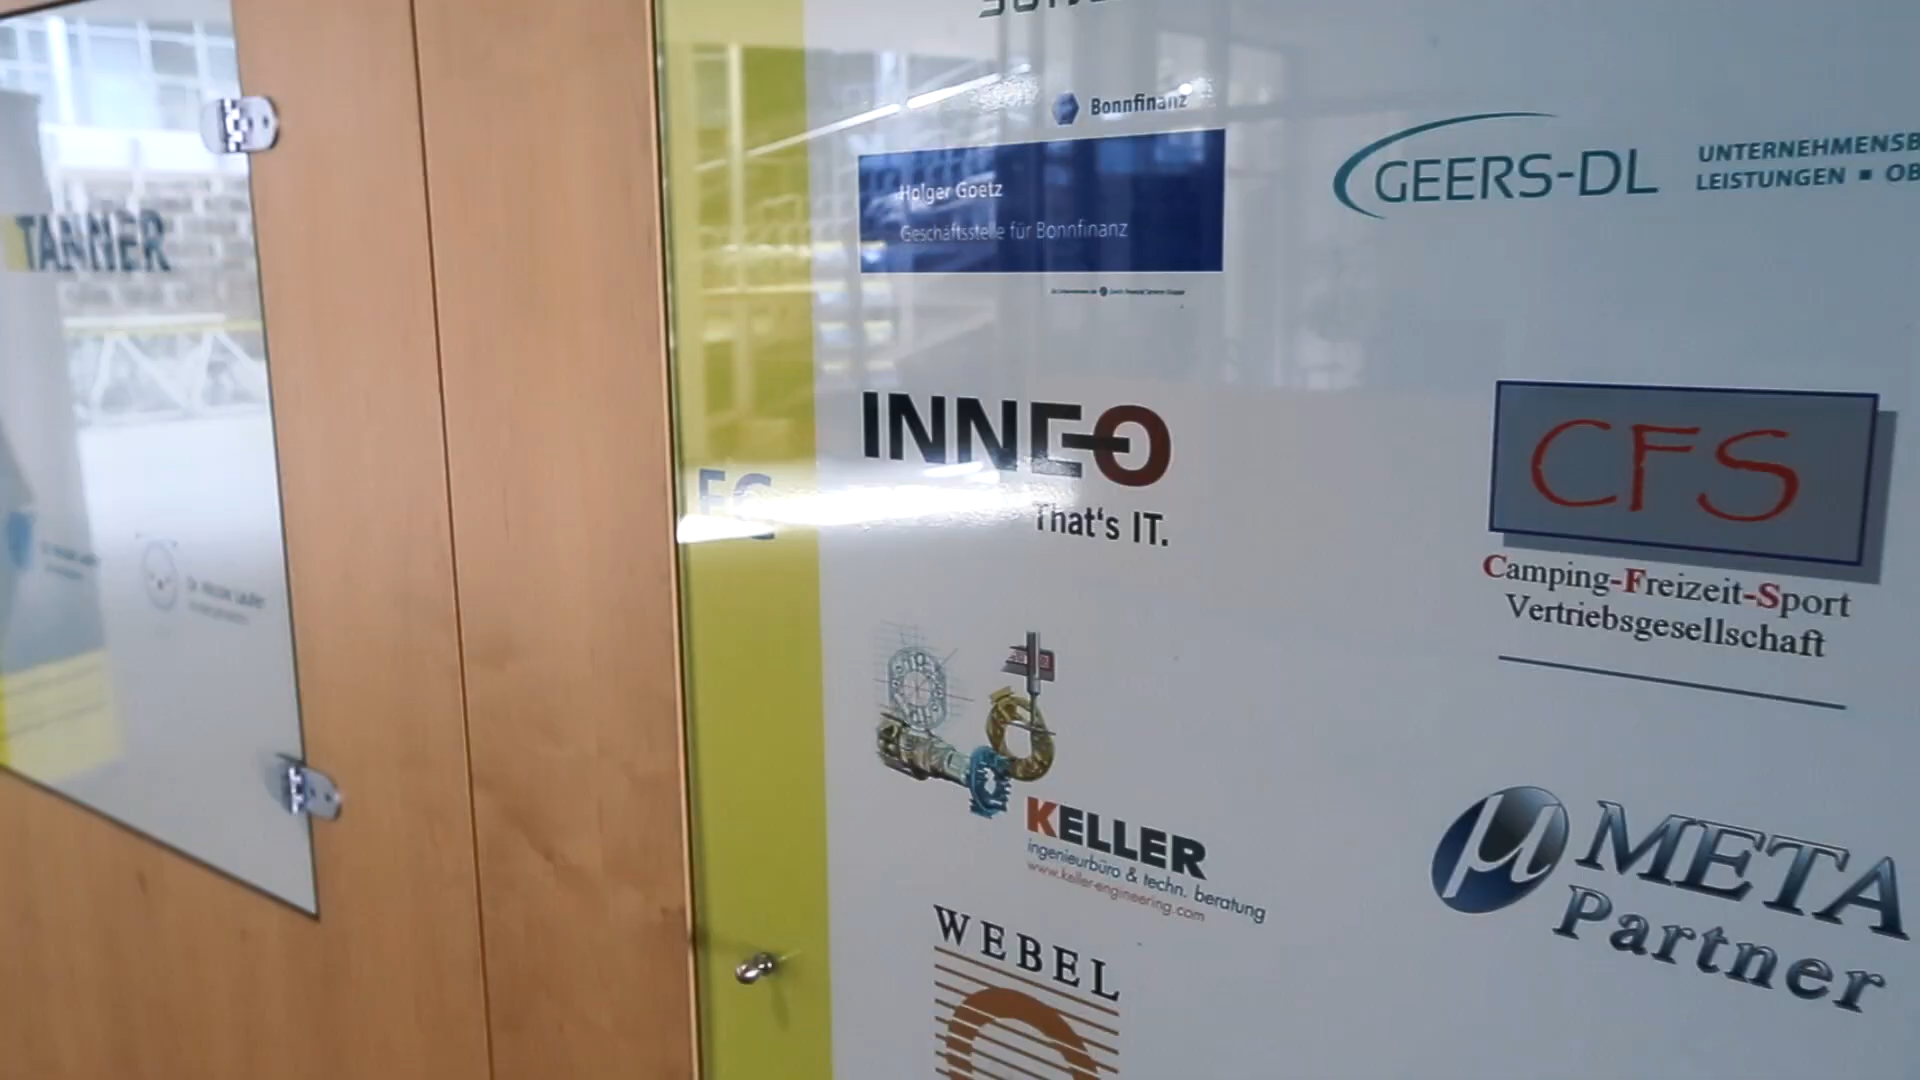 TANNER
Bonnfinanz
Holger Goetz
Geschäftsstelle für Bonnfinanz
GEERS-DL
UNTERNEHMENSB
LEISTUNGEN ▪ OB
INNEO
That's IT.
CFS
Camping-Freizeit-Sport
Vertriebsgesellschaft
KELLER
ingenieurbüro & techn. beratung
www.keller-engineering.com
µ META
Partner
WEBEL